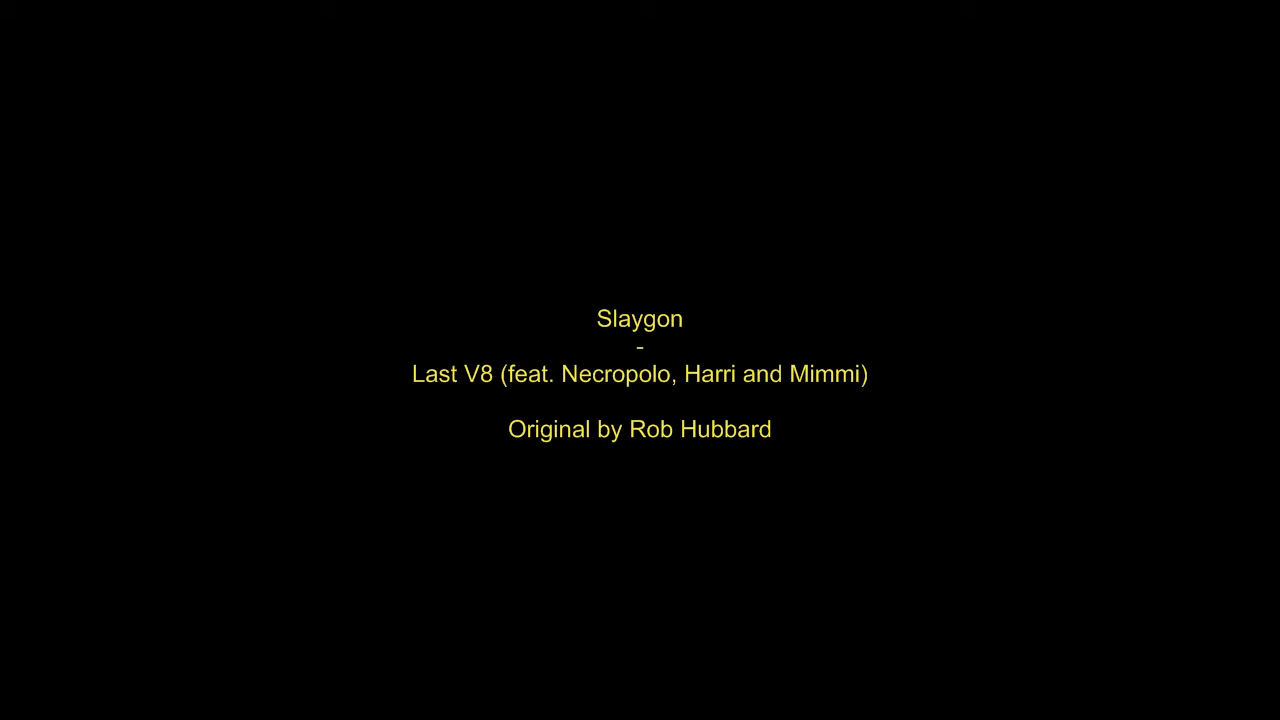 Slaygon
-
Last V8 (feat. Necropolo, Harri and Mimmi)
Original by Rob Hubbard